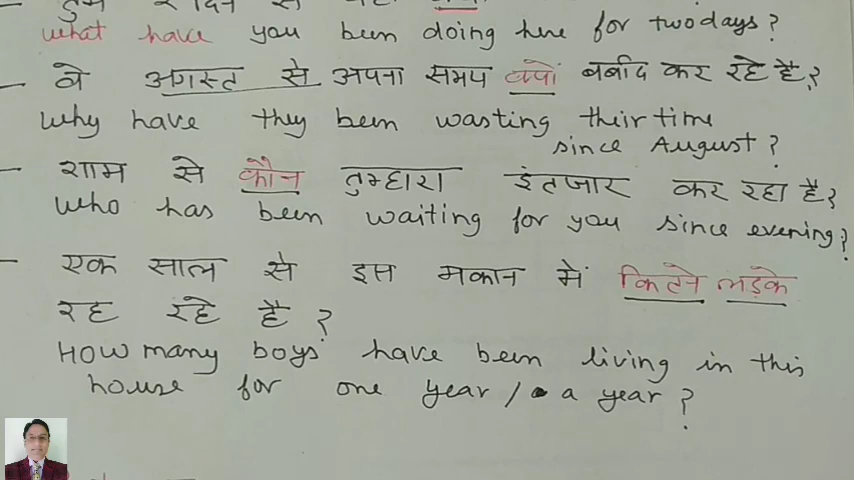 तुम दिन से
what have you been doing here for two days?
वे अगस्त से अपना समय क्यों बर्बाद कर रहे है?
Why have they been wasting their time
since August?
शाम से कौन तुम्हारा इंतजार कर रहा है?
Who has been waiting for you since evening?
एक साल से इस मकान में कितने लड़के
रह रहे है?
How many boys have been living in this
house for one year / a year?